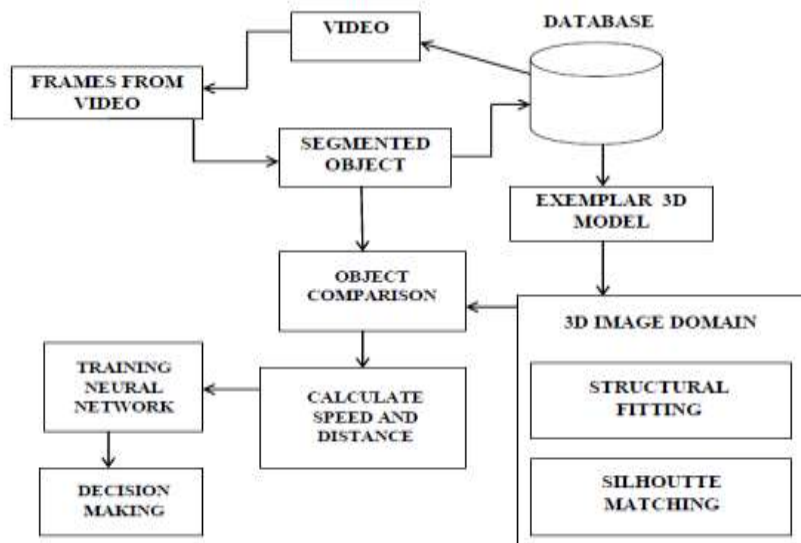 VIDEO
DATABASE
FRAMES FROM
VIDEO
SEGMENTED
OBJECT
EXEMPLAR 3D
MODEL
OBJECT
COMPARISON
3D IMAGE DOMAIN
TRAINING
NEURAL
NETWORK
CALCULATE
SPEED AND
DISTANCE
STRUCTURAL
FITTING
DECISION
MAKING
SILHOUTTE
MATCHING